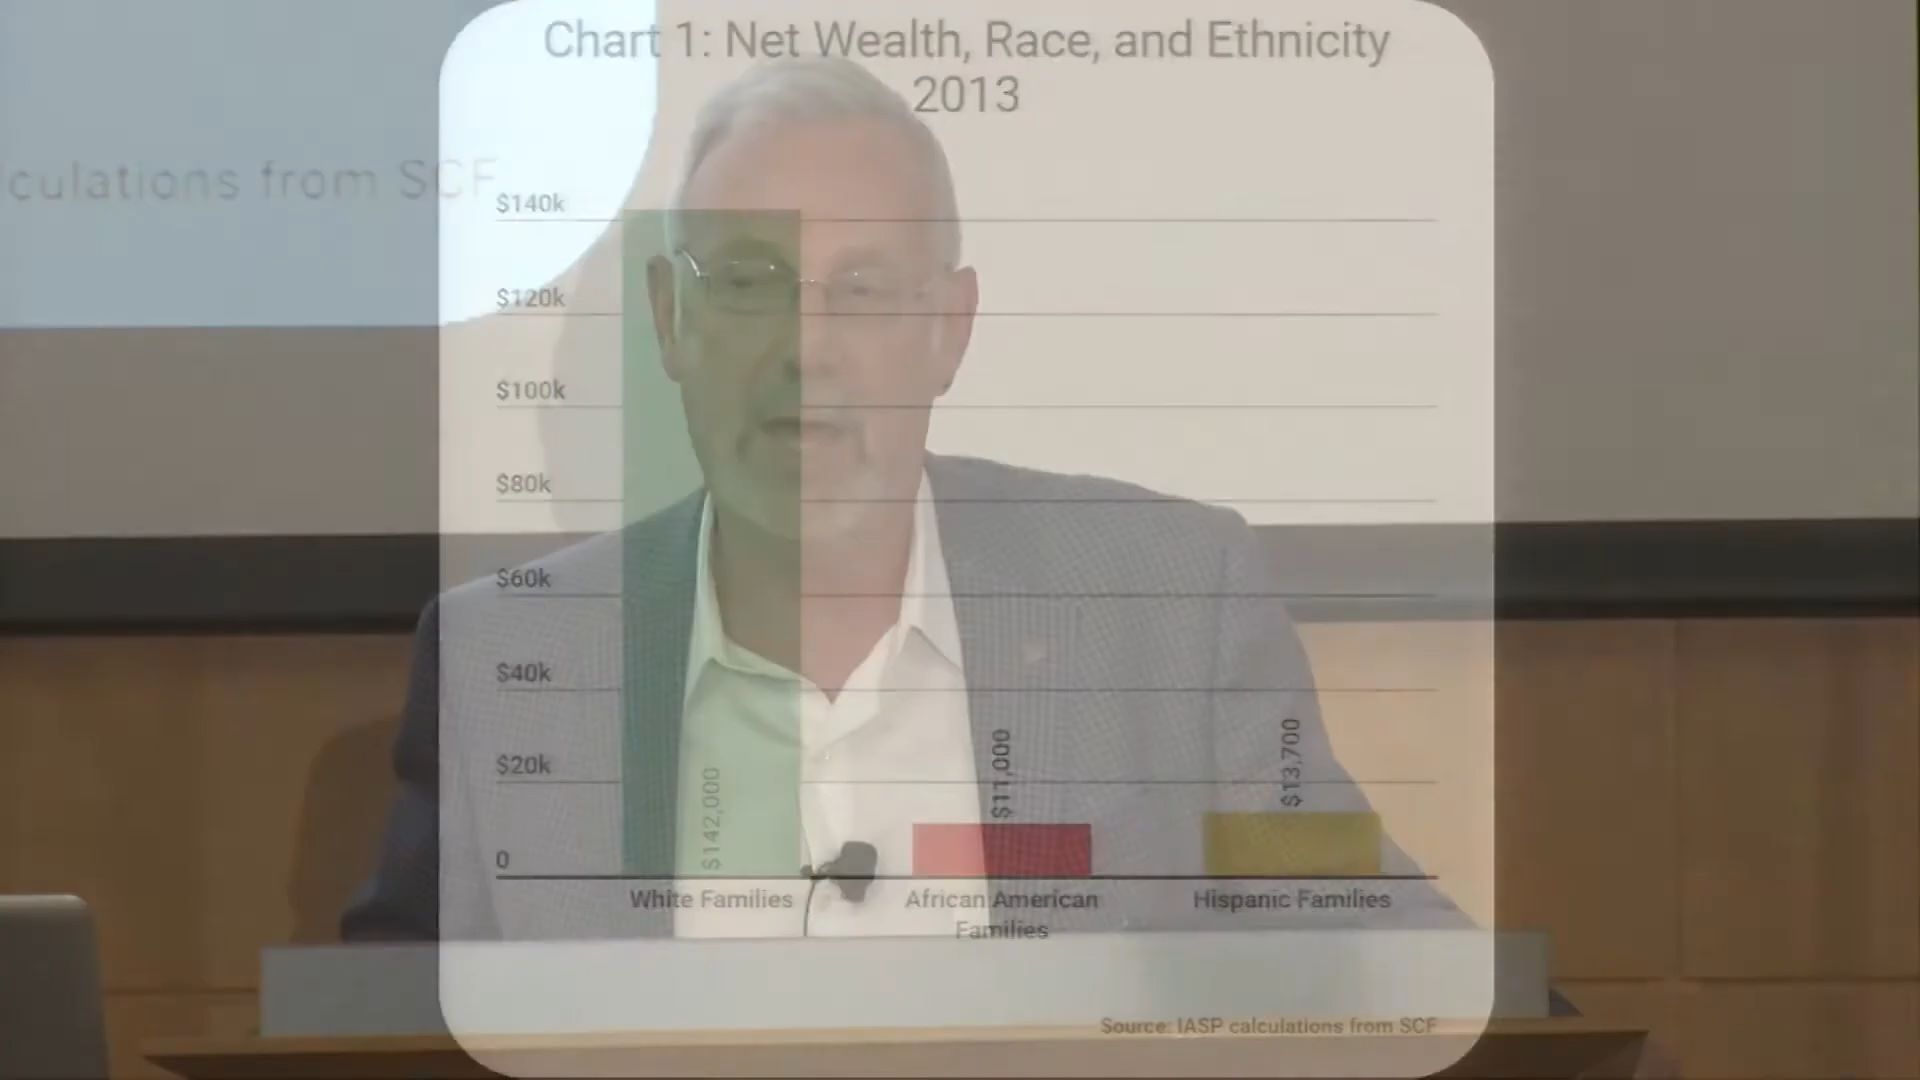 Chart 1: Net Wealth, Race, and Ethnicity
2013
culations from SCF
$140k
$120k
$100k
$80k
$60k
$40k
$20k
0
$142,000
$11,000
$13,700
White Families
African American
Families
Hispanic Families
Source: IASP calculations from SCF